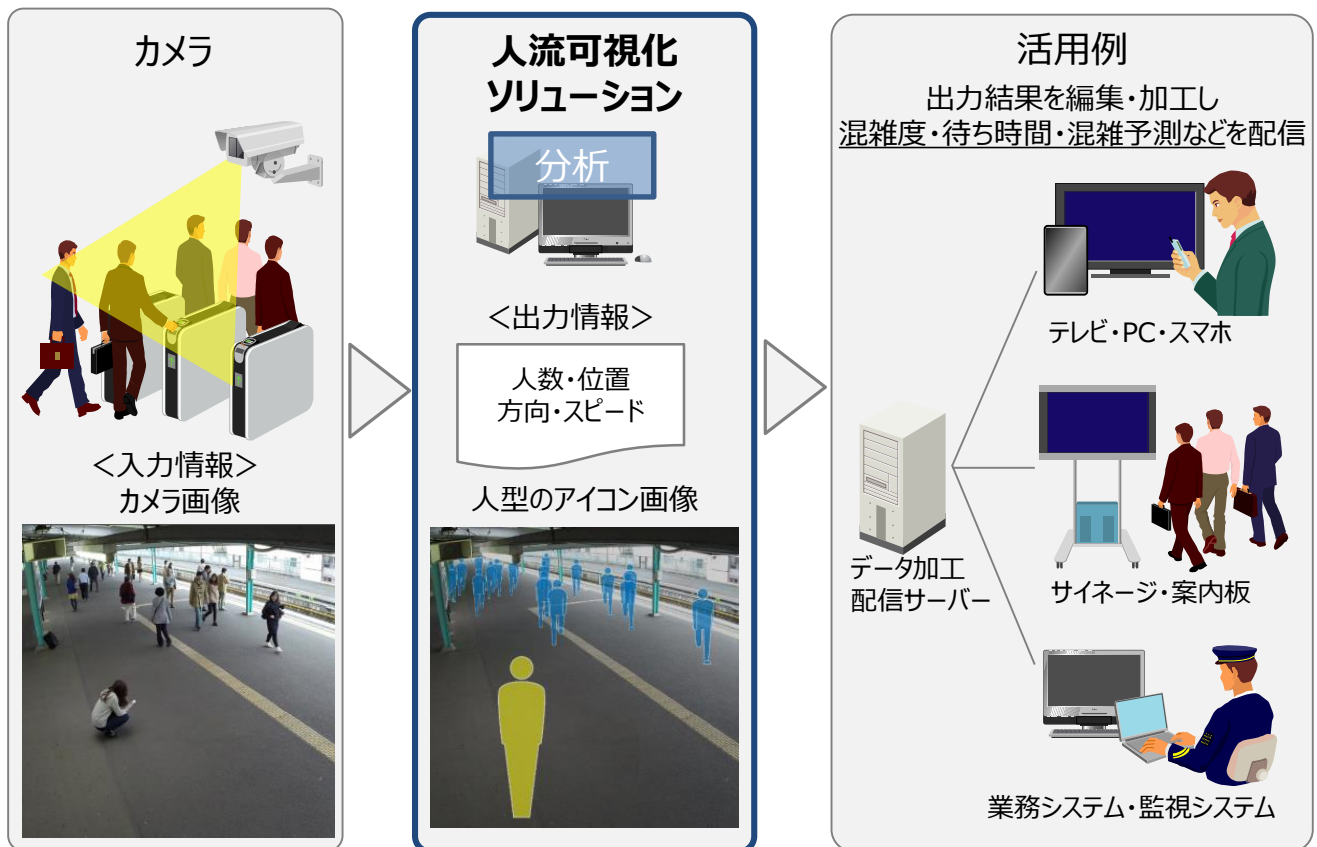 カメラ
<入力情報>
カメラ画像
人流可視化
ソリューション
分析
<出力情報>
人数・位置
方向・スピード
人型のアイコン画像
活用例
出力結果を編集・加工し
混雑度・待ち時間・混雑予測などを配信
テレビ・PC・スマホ
データ加工
配信サーバー
サイネージ・案内板
業務システム・監視システム